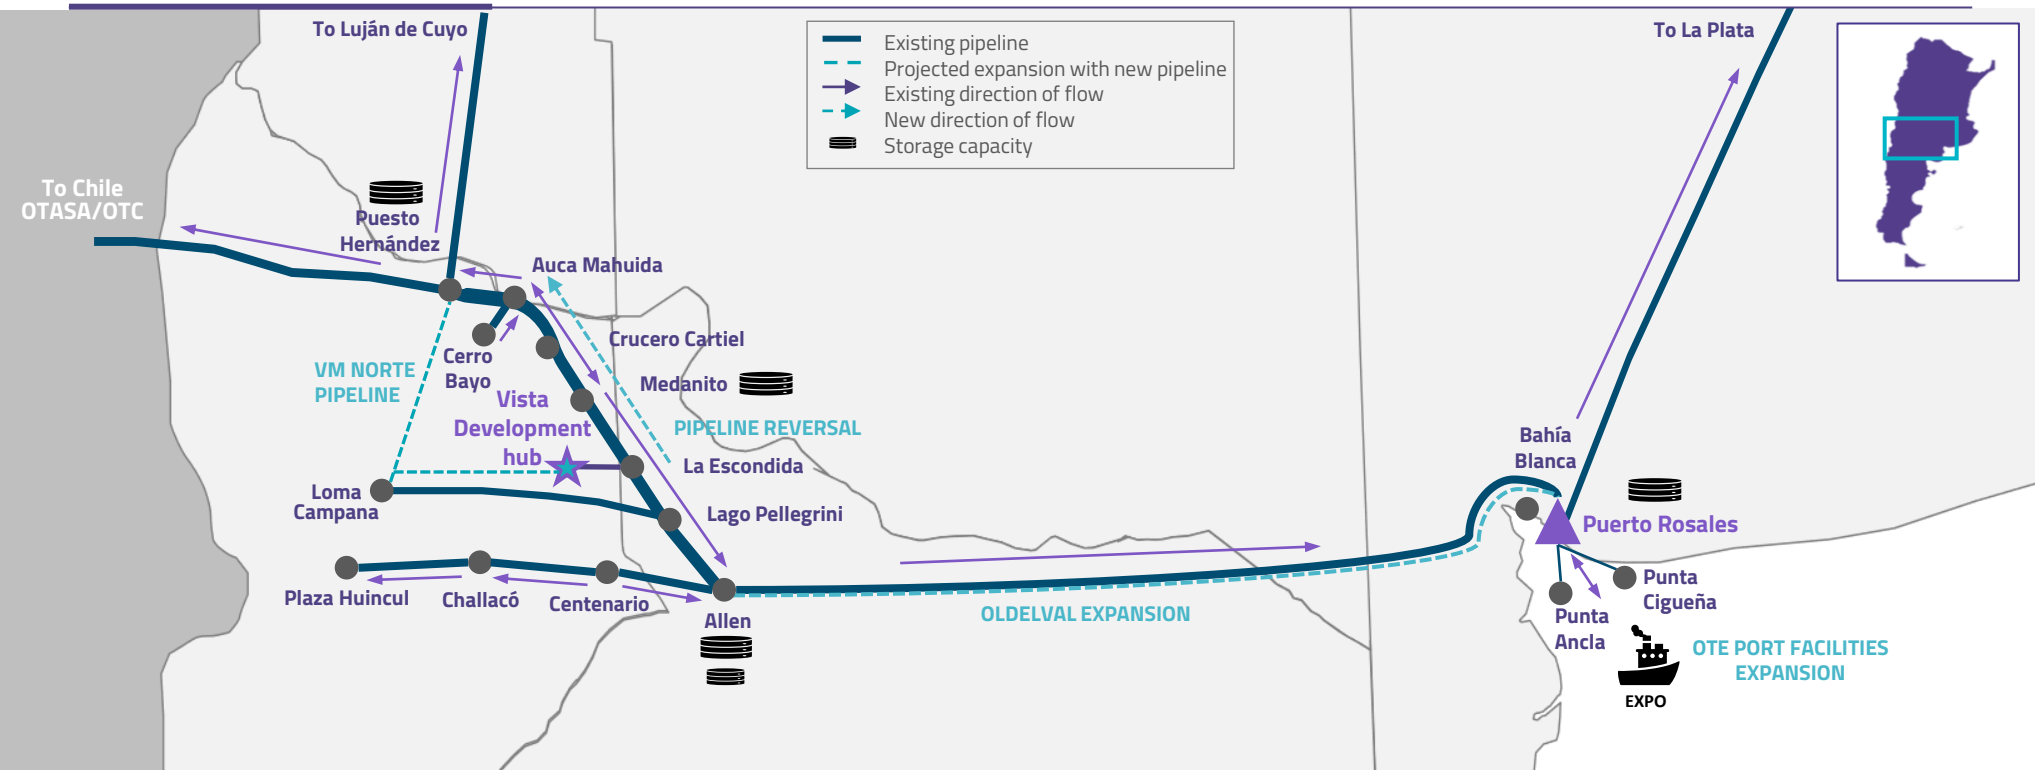 To Luján de Cuyo
Existing pipeline
Projected expansion with new pipeline
Existing direction of flow
New direction of flow
Storage capacity
To La Plata
To Chile
OTASA/OTC
Puesto
Hernández
Auca Mahuida
Crucero Cartiel
Cerro
Bayo
VM NORTE
PIPELINE
Medanito
Vista
Development
hub
PIPELINE REVERSAL
La Escondida
Loma
Campana
Lago Pellegrini
Bahía
Blanca
Puerto Rosales
Plaza Huincul
Challacó
Centenario
Allen
OLDELVAL EXPANSION
Punta
Cigueña
Punta
Ancla
OTE PORT FACILITIES
EXPANSION
EXPO